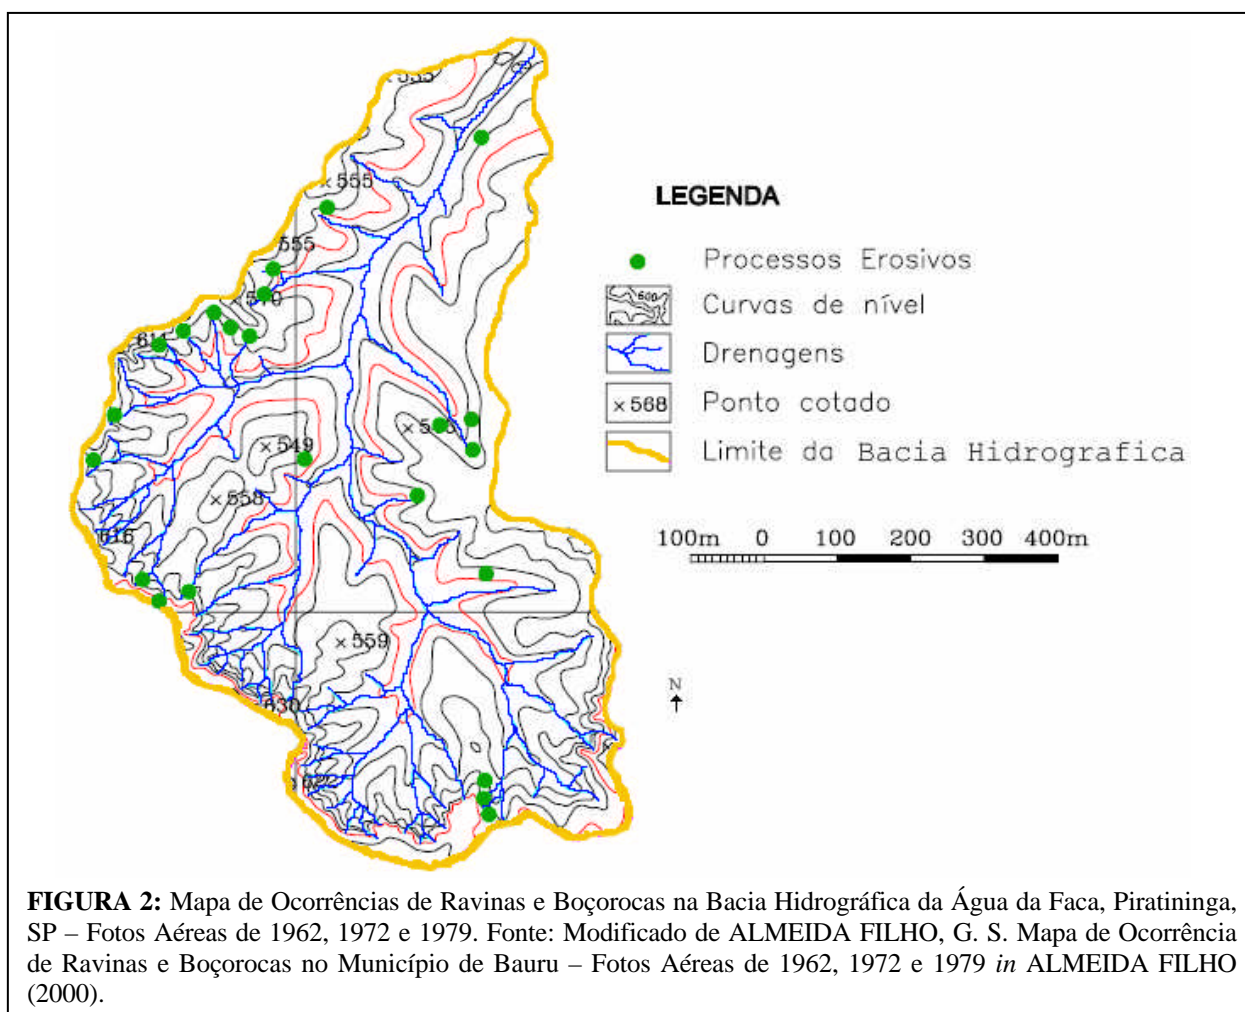 555
555
611
549
558
616
559
630
LEGENDA
Processos Erosivos
600
Curvas de nível
Drenagens
×568 Ponto cotado
Limite da Bacia Hidrografica
100m 0 100 200 300 400m
N
FIGURA 2: Mapa de Ocorrências de Ravinas e Boçorocas na Bacia Hidrográfica da Água da Faca, Piratininga,
SP – Fotos Aéreas de 1962, 1972 e 1979. Fonte: Modificado de ALMEIDA FILHO, G. S. Mapa de Ocorrência
de Ravinas e Boçorocas no Município de Bauru – Fotos Aéreas de 1962, 1972 e 1979 in ALMEIDA FILHO
(2000).